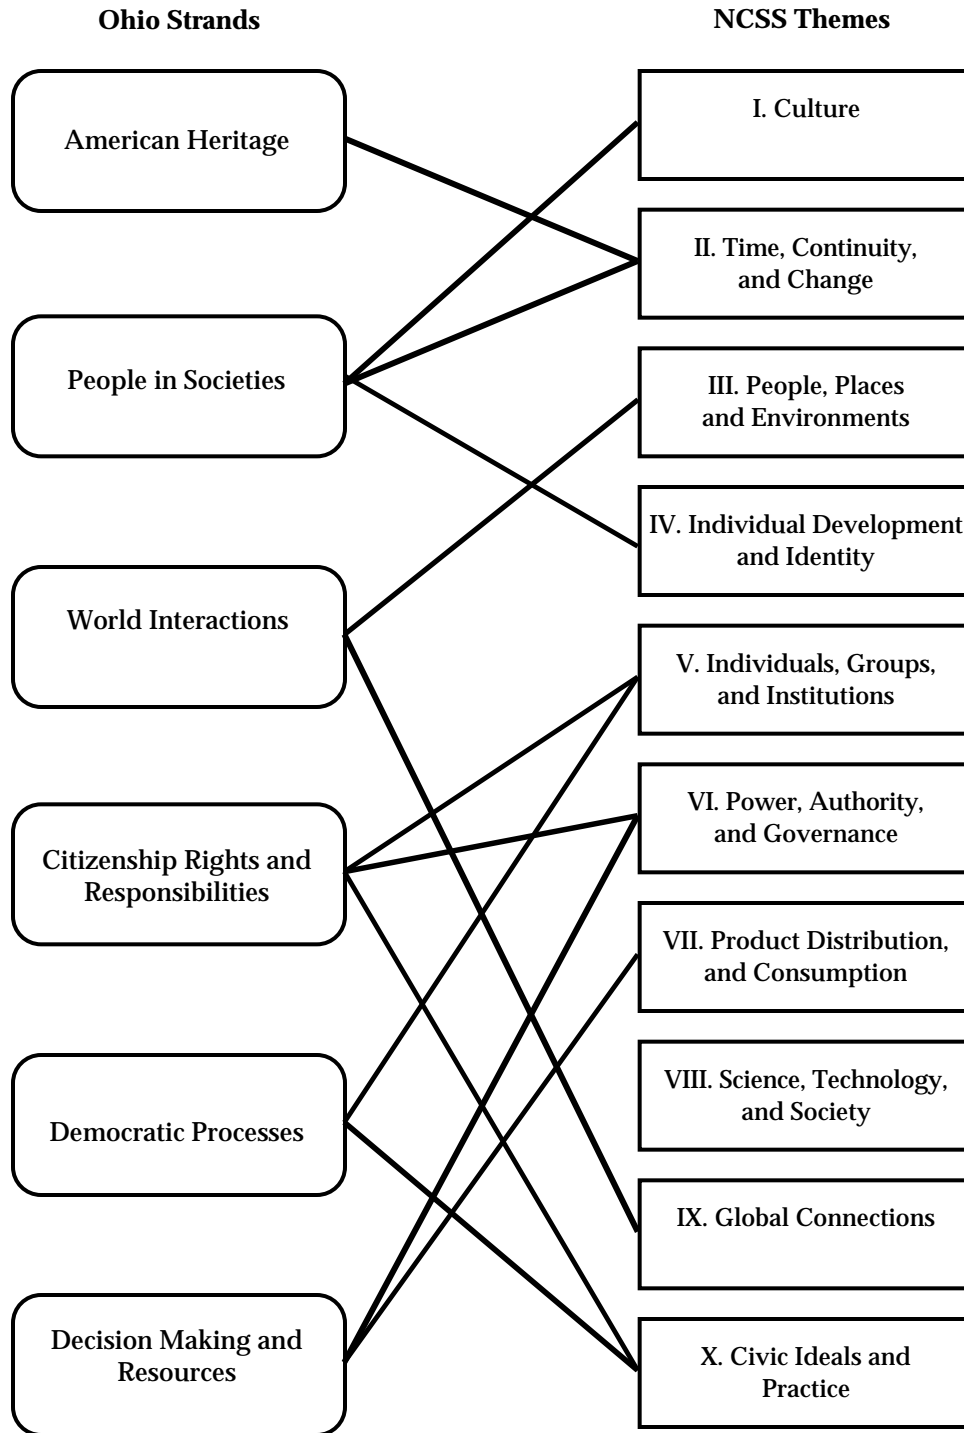 Ohio Strands
American Heritage
People in Societies
World Interactions
Citizenship Rights and
Responsibilities
Democratic Processes
Decision Making and
Resources
NCSS Themes
I. Culture
II. Time, Continuity,
and Change
III. People, Places
and Environments
IV. Individual Development
and Identity
V. Individuals, Groups,
and Institutions
VI. Power, Authority,
and Governance
VII. Product Distribution,
and Consumption
VIII. Science, Technology,
and Society
IX. Global Connections
X. Civic Ideals and
Practice